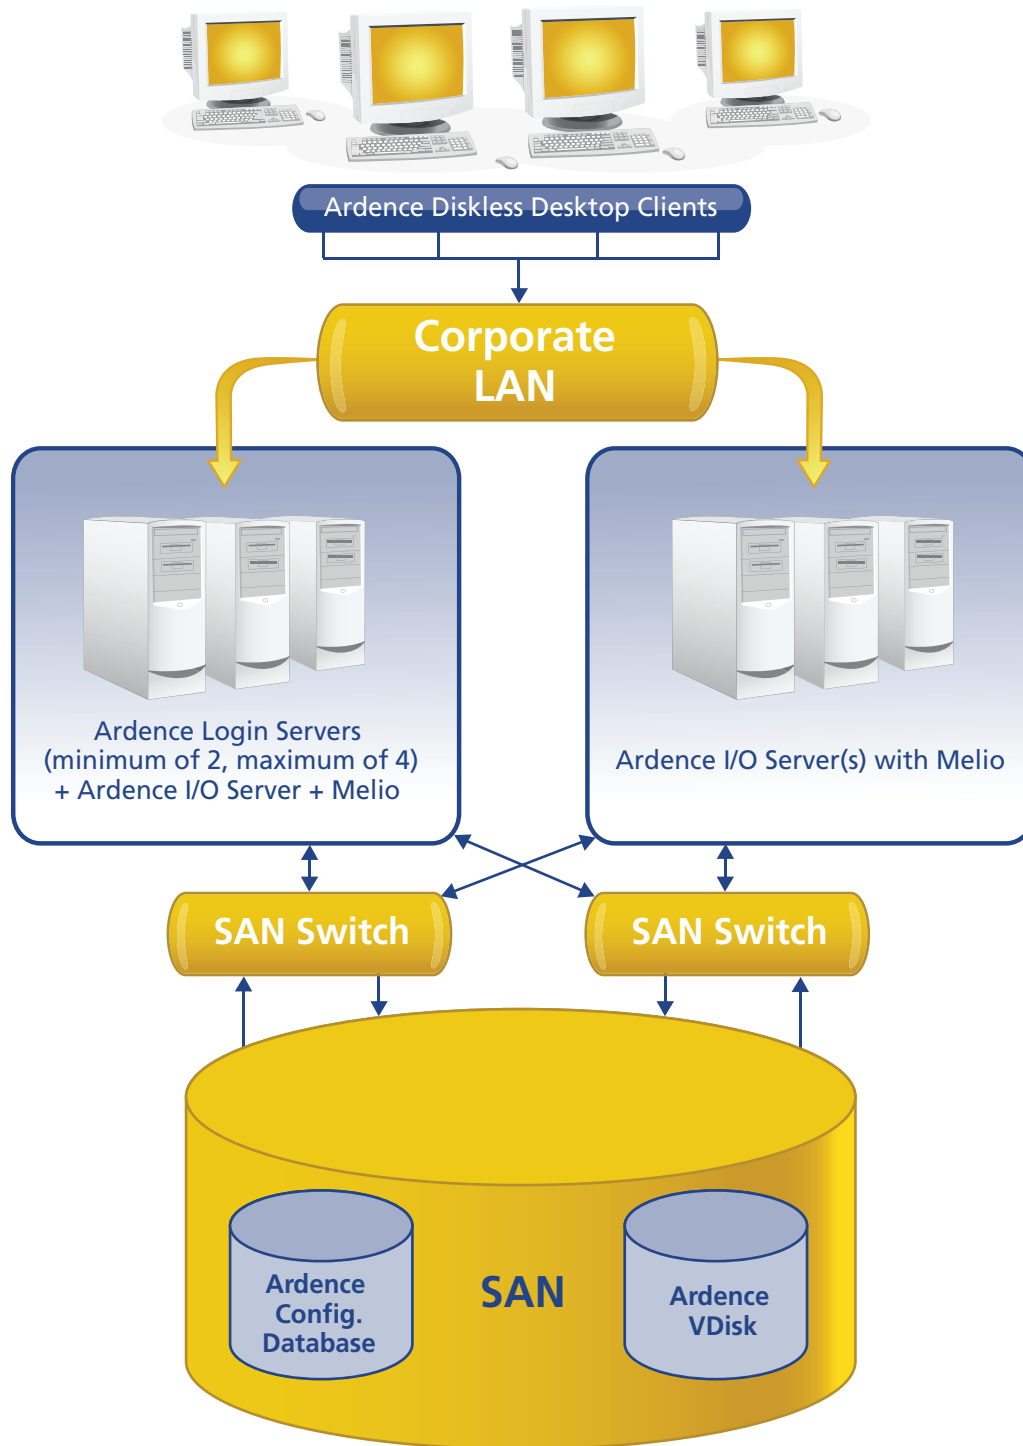 Ardence Diskless Desktop Clients
Corporate
LAN
Ardence Login Servers
(minimum of 2, maximum of 4)
+ Ardence I/O Server + Melio
Ardence I/O Server(s) with Melio
SAN Switch
SAN Switch
Ardence
Config.
Database
SAN
Ardence
VDisk